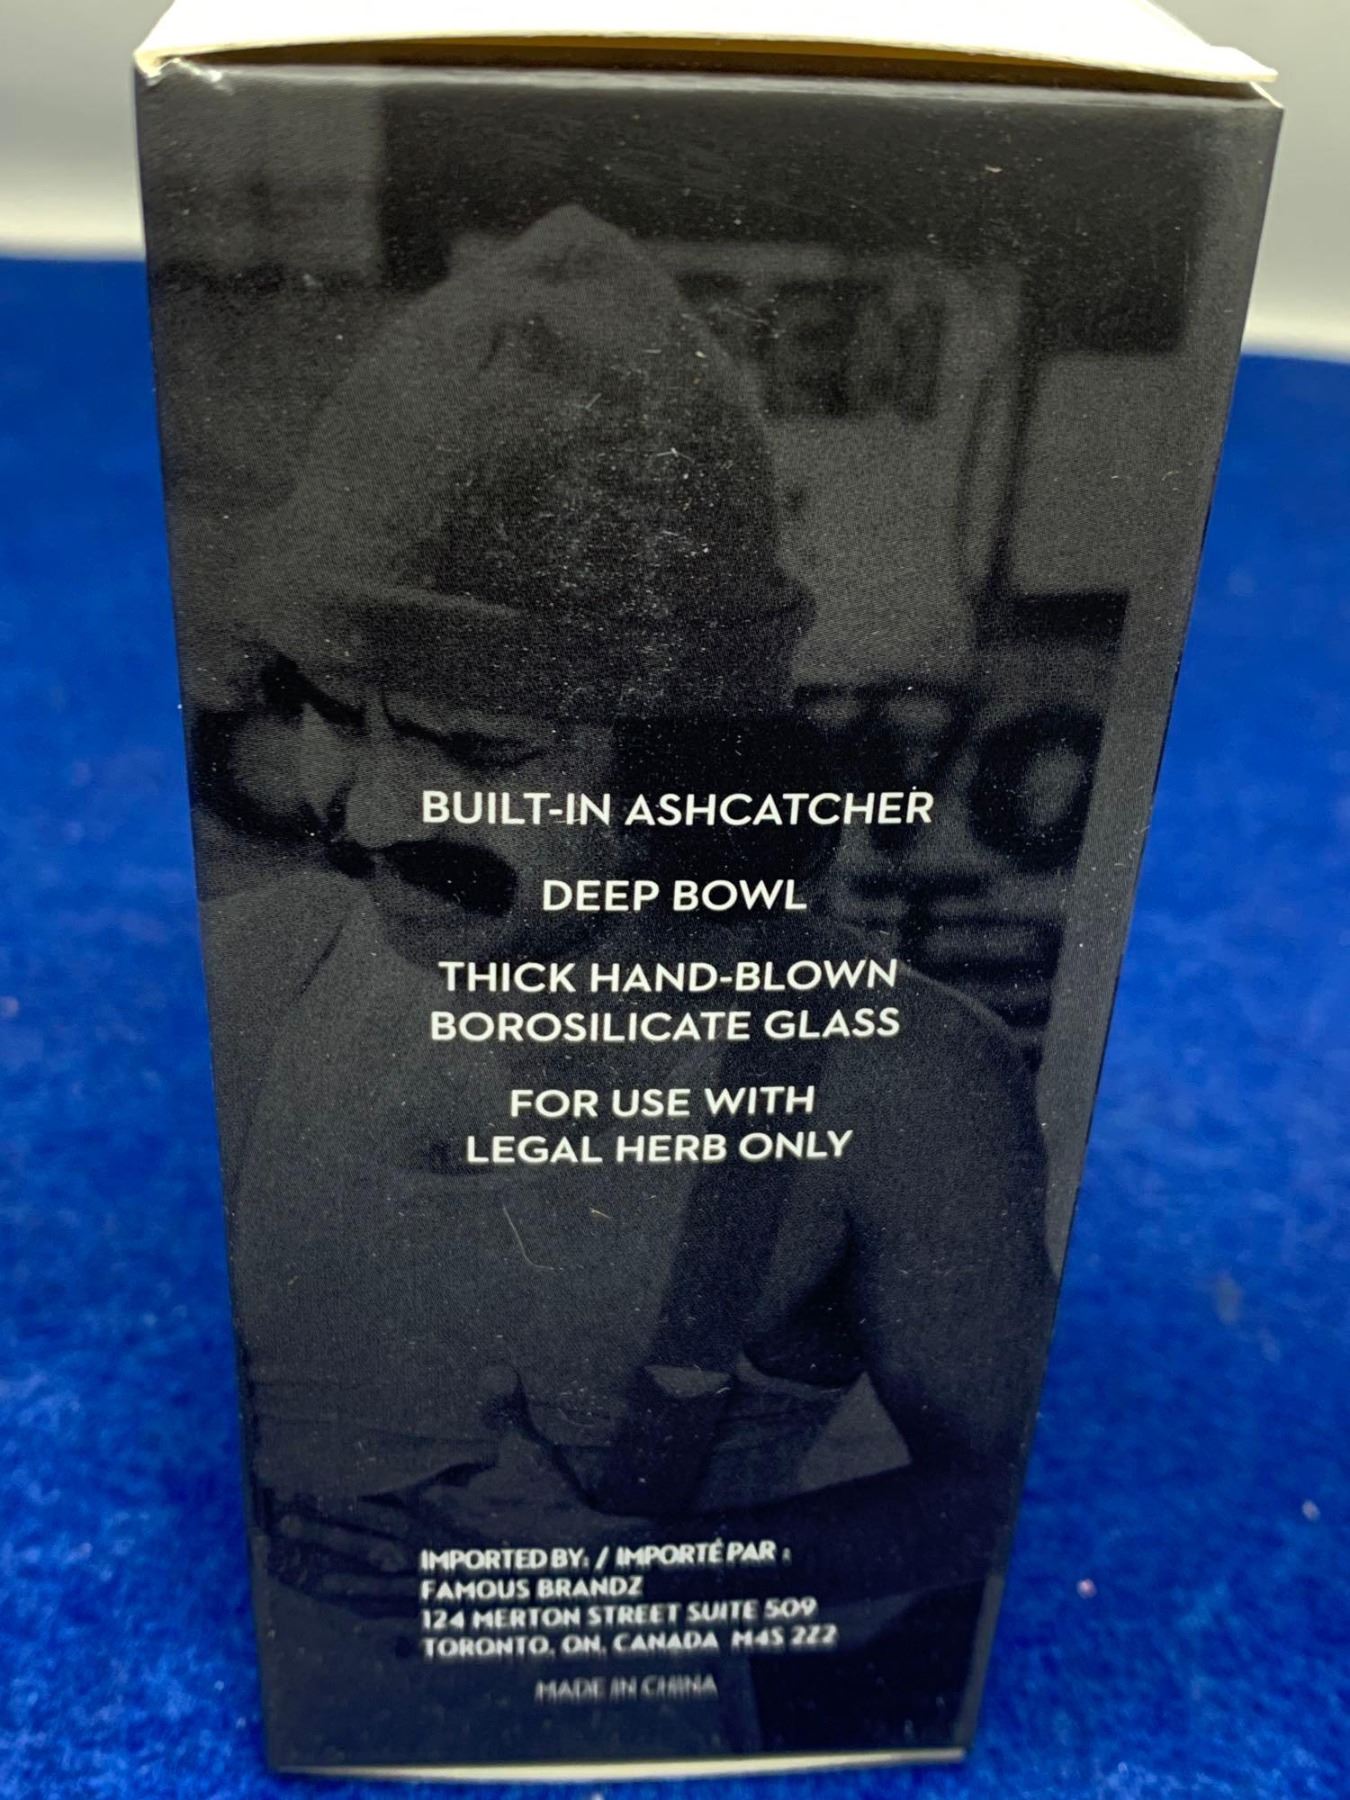 BUILT-IN ASHCATCHER
DEEP BOWL
THICK HAND-BLOWN
BOROSILICATE GLASS
FOR USE WITH
LEGAL HERB ONLY
IMPORTED BY: / IMPORTÉ PAR :
FAMOUS BRANDZ
124 MERTON STREET SUITE 509
TORONTO, ON, CANADA M4S 2Z2
MADE IN CHINA